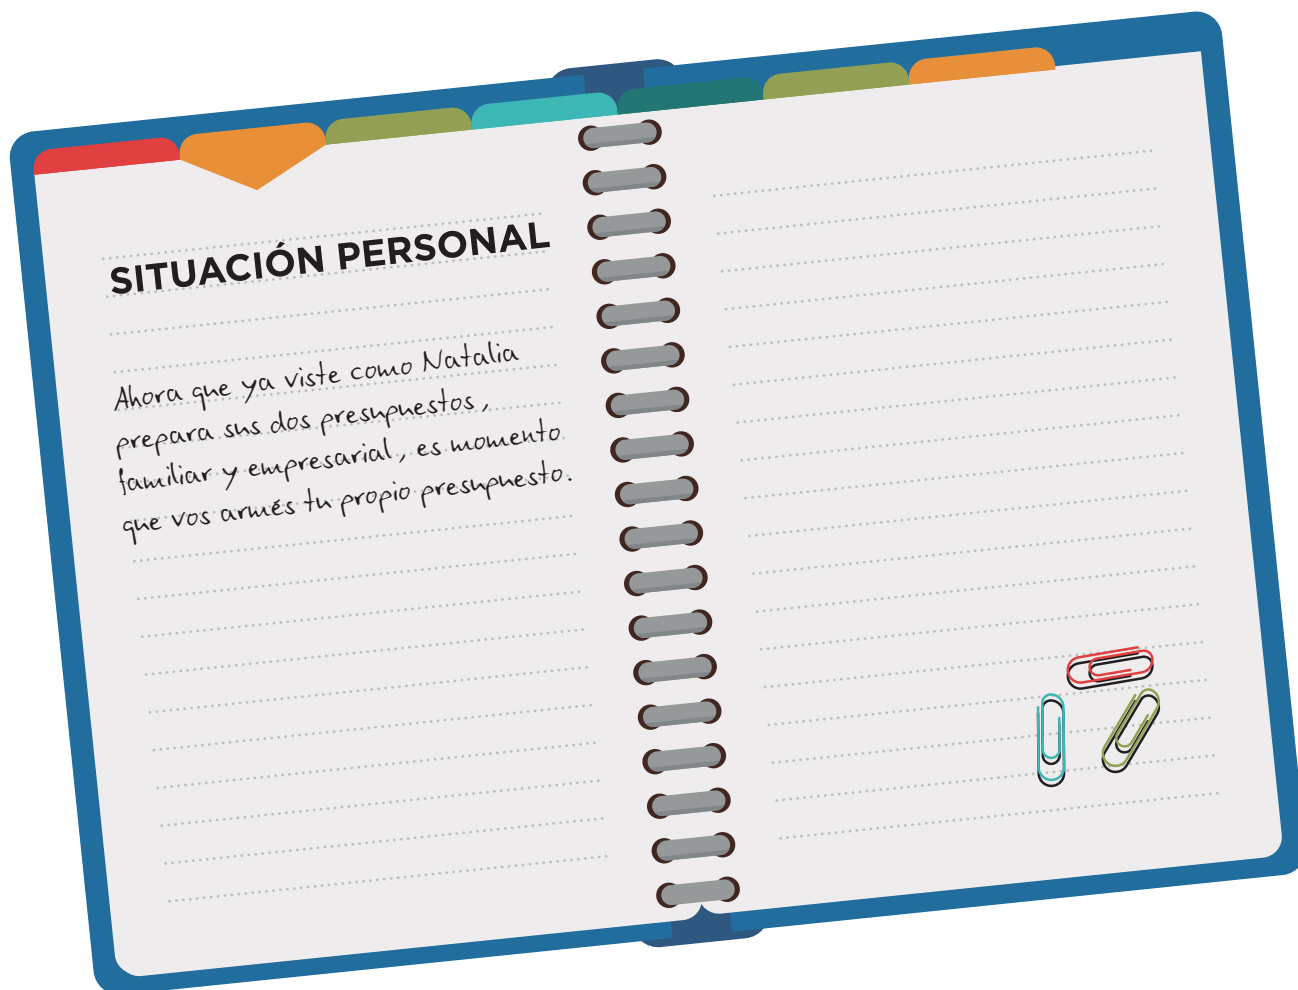 SITUACIÓN PERSONAL
Ahora que ya viste como Natalia
prepara sus dos presupuestos,
familiar y empresarial, es momento
que vos armés tu propio presupuesto.